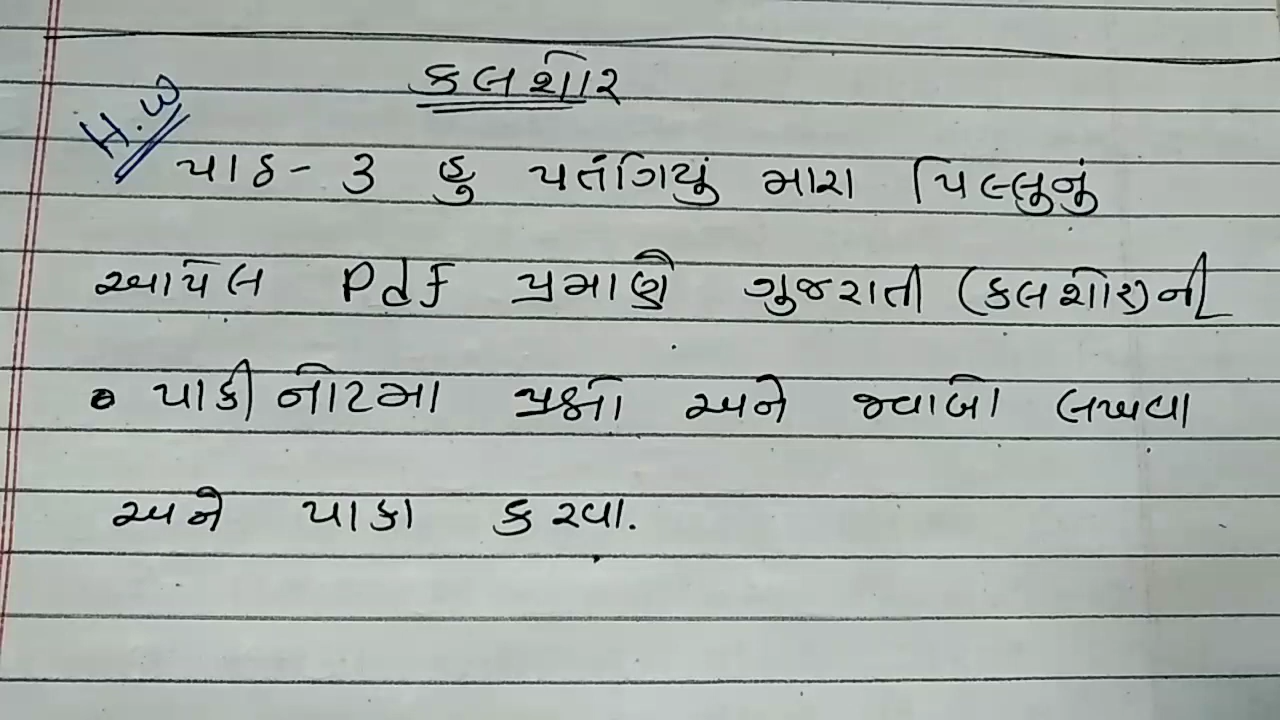 કલશોર
H.W
પાઠ - 3 હુ પતંગિયું મારા પિલ્લુનું
આપેલ Pdf પ્રમાણે ગુજરાતી (કલશોર)ની
પાકી નોટમા પ્રશ્નો અને જવાબો લખવા
અને પાકા કરવા.